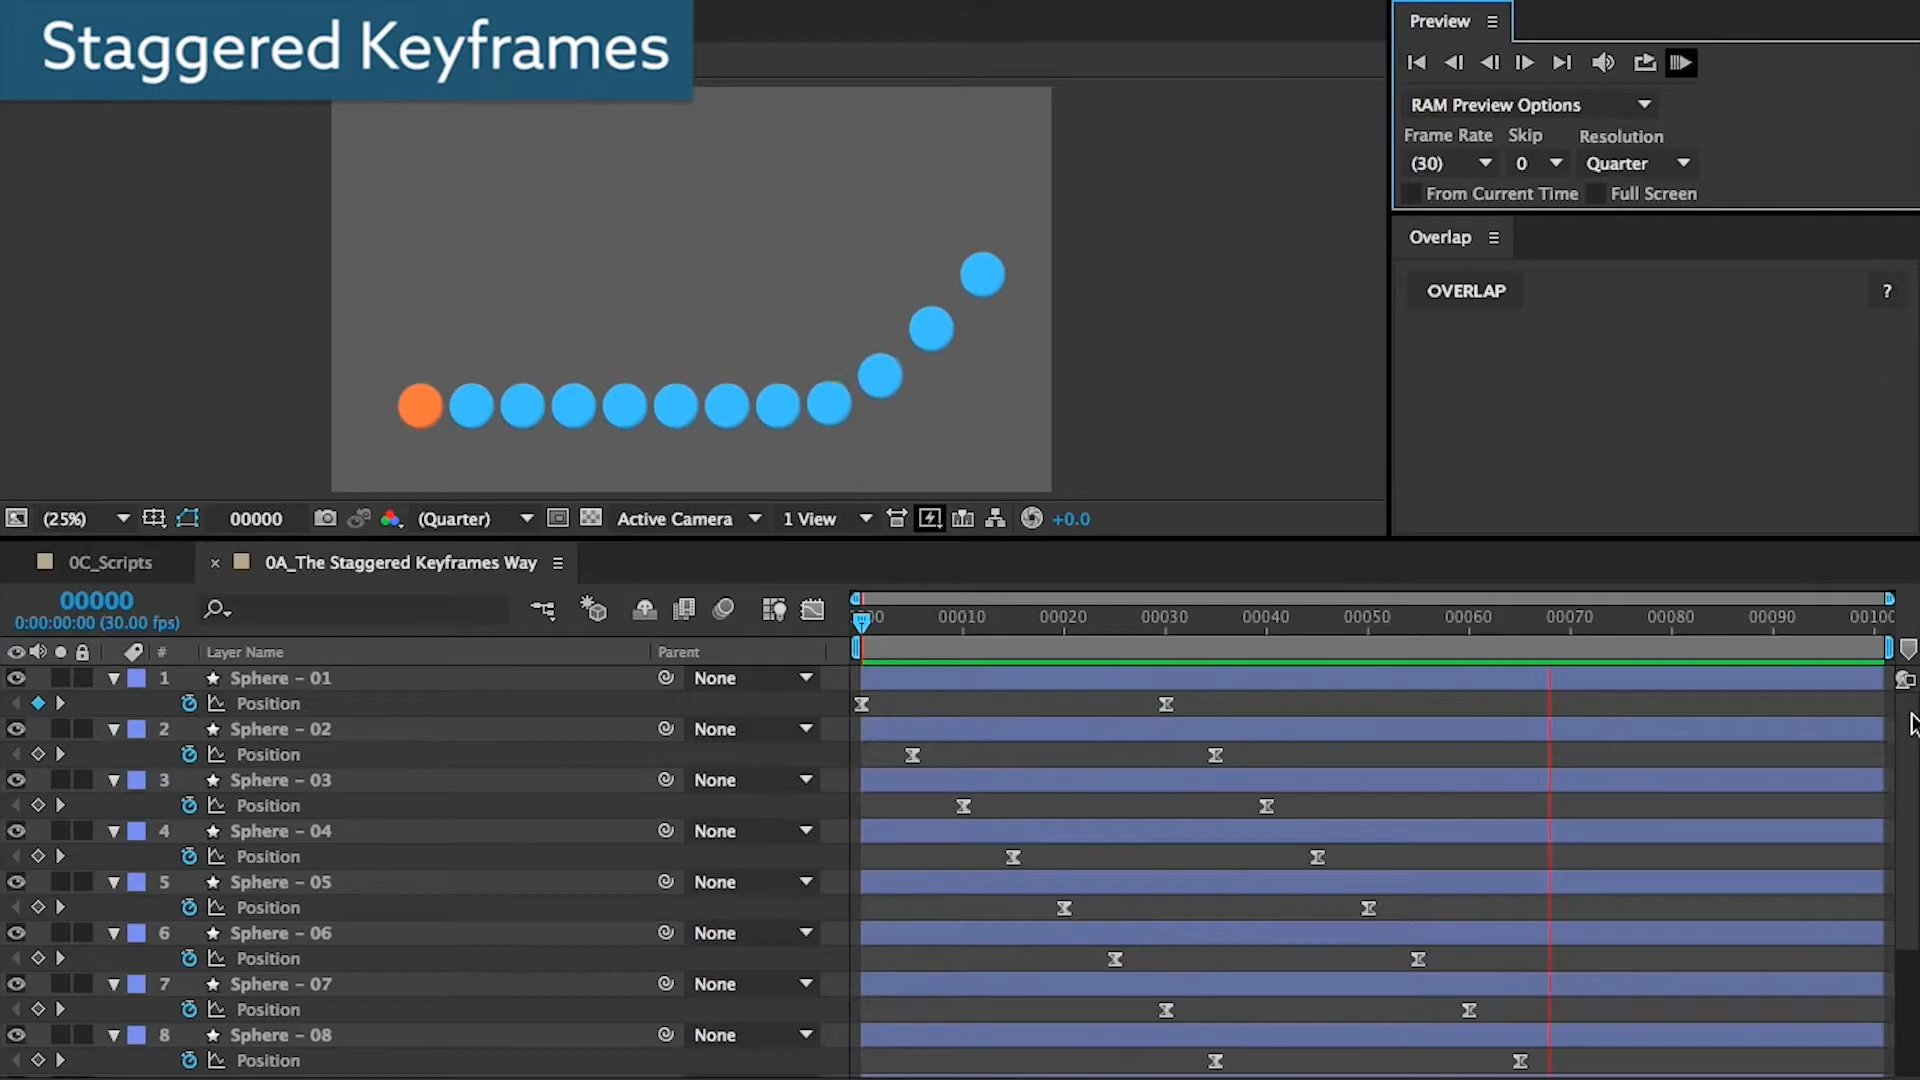 Staggered Keyframes
Preview
RAM Preview Options
Frame Rate Skip Resolution
(30) 0 Quarter
From Current Time Full Screen
Overlap
OVERLAP ?
(25%) 00000 (Quarter) Active Camera 1 View +0.0
0C_Scripts × 0A_The Staggered Keyframes Way
00000
0:00:00:00 (30.00 fps)
00010 00020 00030 00040 00050 00060 00070 00080 00090
# Layer Name Parent
1 Sphere - 01 None
Position
2 Sphere - 02 None
Position
3 Sphere - 03 None
Position
4 Sphere - 04 None
Position
5 Sphere - 05 None
Position
6 Sphere - 06 None
Position
7 Sphere - 07 None
Position
8 Sphere - 08 None
Position